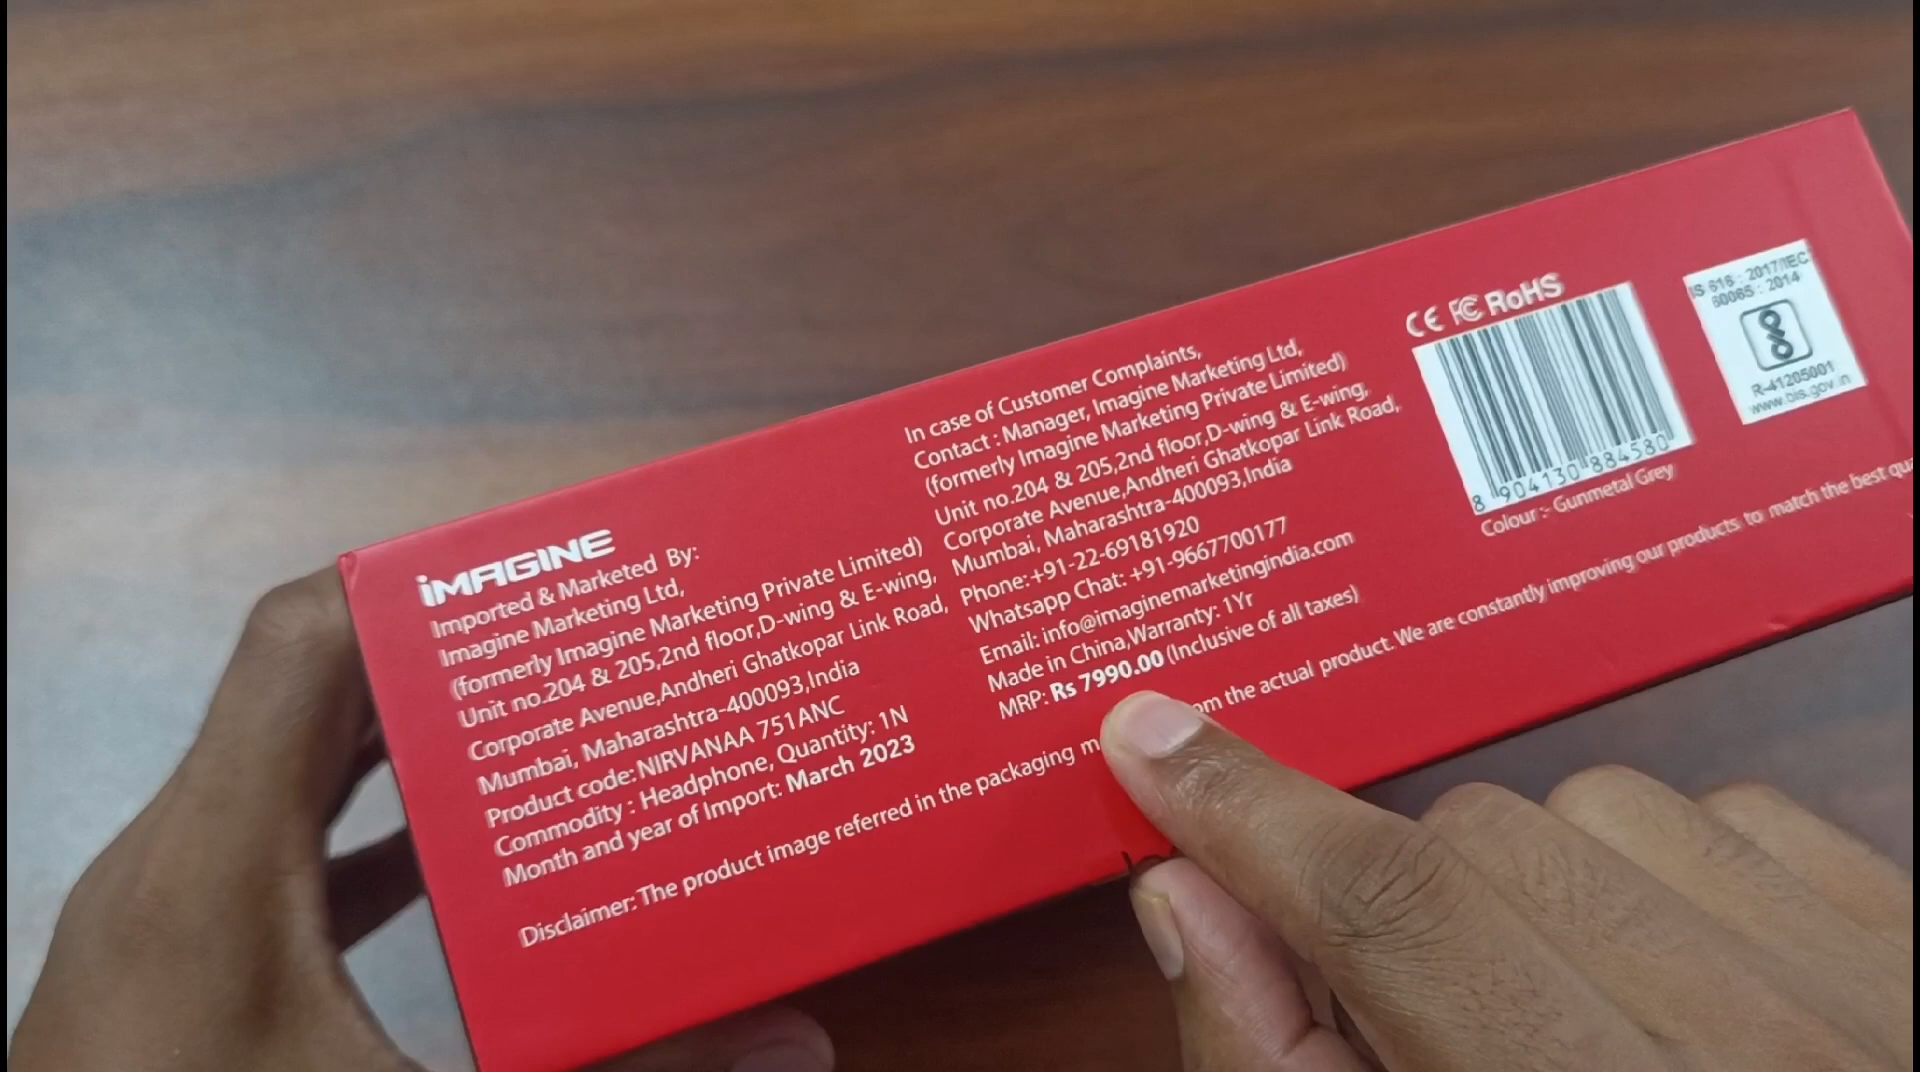 iMAGINE
Imported & Marketed By:
Imagine Marketing Ltd,
(formerly Imagine Marketing Private Limited)
Unit no.204 & 205,2nd floor,D-wing & E-wing,
Corporate Avenue,Andheri Ghatkopar Link Road,
Mumbai, Maharashtra-400093,India
Product code: NIRVANAA 751ANC
Commodity : Headphone, Quantity: 1N
Month and year of Import: March 2023
In case of Customer Complaints,
Contact : Manager, Imagine Marketing Ltd,
(formerly Imagine Marketing Private Limited)
Unit no.204 & 205,2nd floor,D-wing & E-wing,
Corporate Avenue,Andheri Ghatkopar Link Road,
Mumbai, Maharashtra-400093,India
Phone:+91-22-69181920
Whatsapp Chat: +91-9667700177
Email: info@imaginemarketingindia.com
Made in China,Warranty: 1Yr
MRP: Rs 7990.00 (Inclusive of all taxes)
Disclaimer: The product image referred in the packaging the actual product. We are constantly improving our products to match the best
CE FC RoHS
8 904130 884580
Colour :- Gunmetal Grey
IS 616 : 2017/IEC
60065 : 2014
R-41205001
www.bis.gov.in